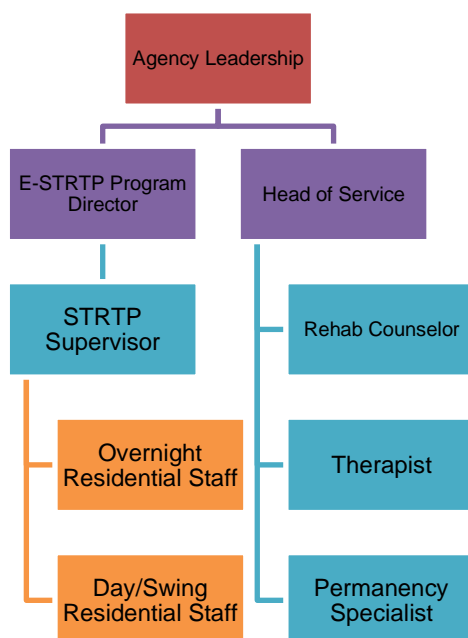 Agency Leadership
E-STRTP Program
Director
Head of Service
STRTP
Supervisor
Rehab Counselor
Overnight
Residential Staff
Therapist
Day/Swing
Residential Staff
Permanency
Specialist